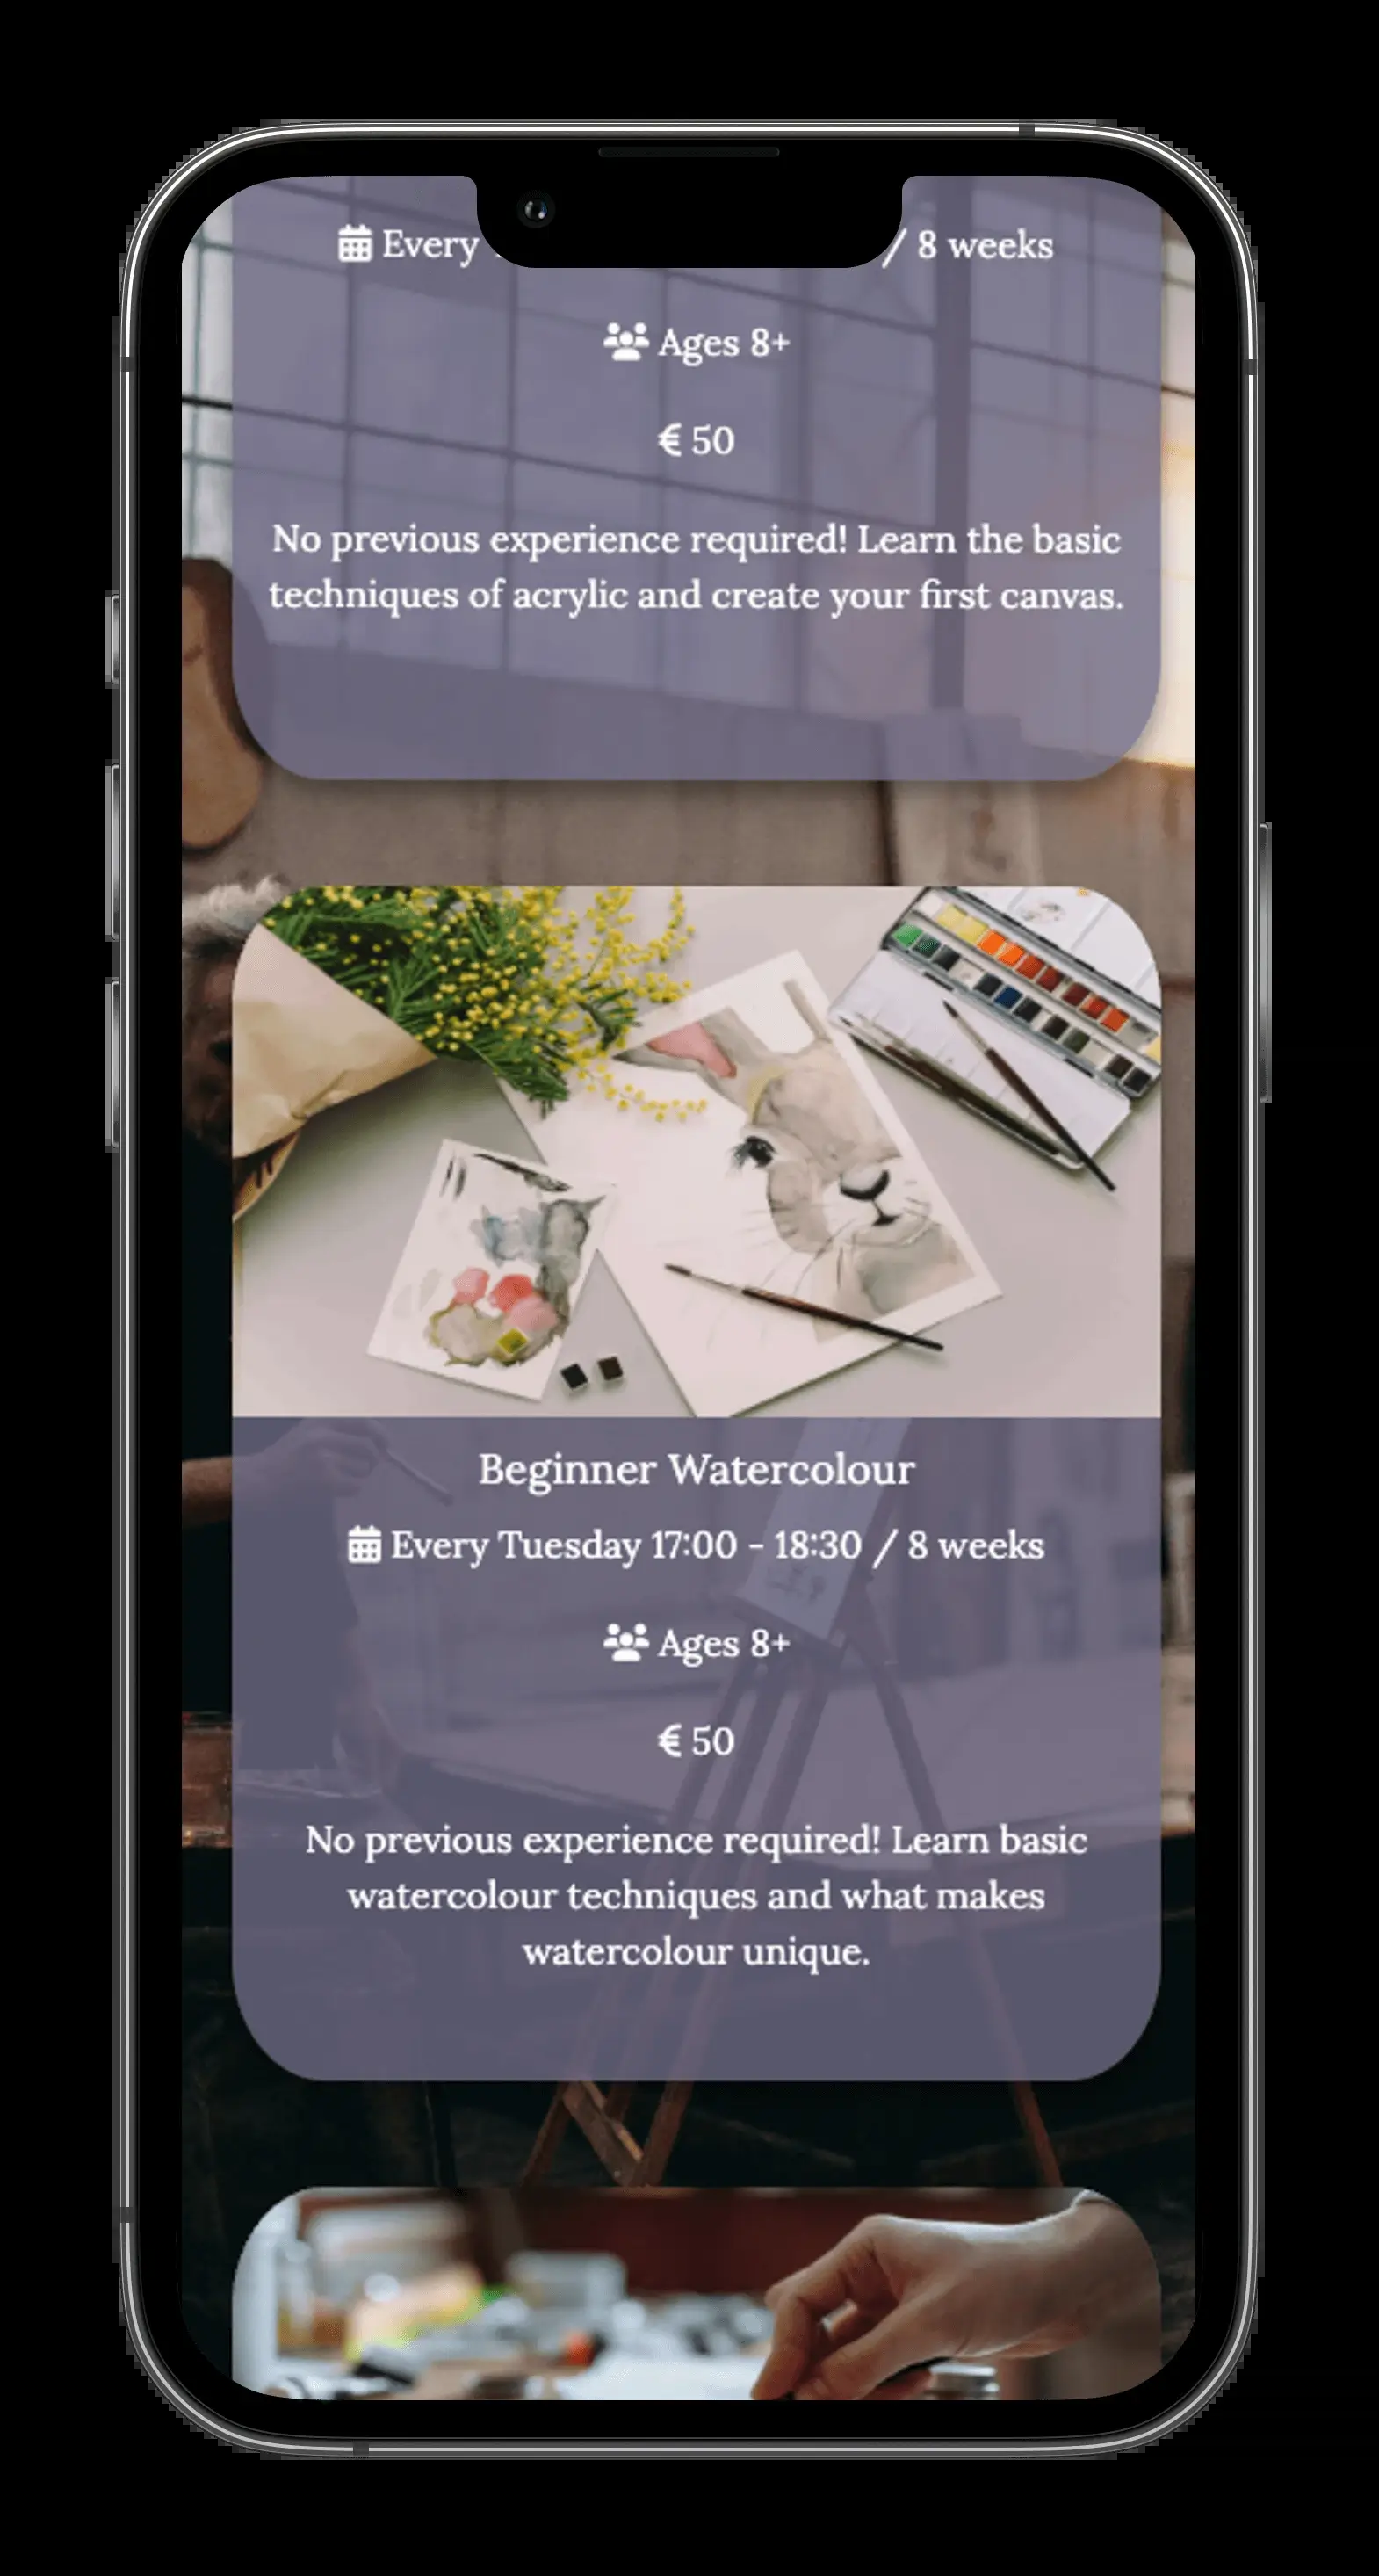 Every / 8 weeks
Ages 8+
€ 50
No previous experience required! Learn the basic
techniques of acrylic and create your first canvas.
Beginner Watercolour
Every Tuesday 17:00 - 18:30 / 8 weeks
Ages 8+
€ 50
No previous experience required! Learn basic
watercolour techniques and what makes
watercolour unique.